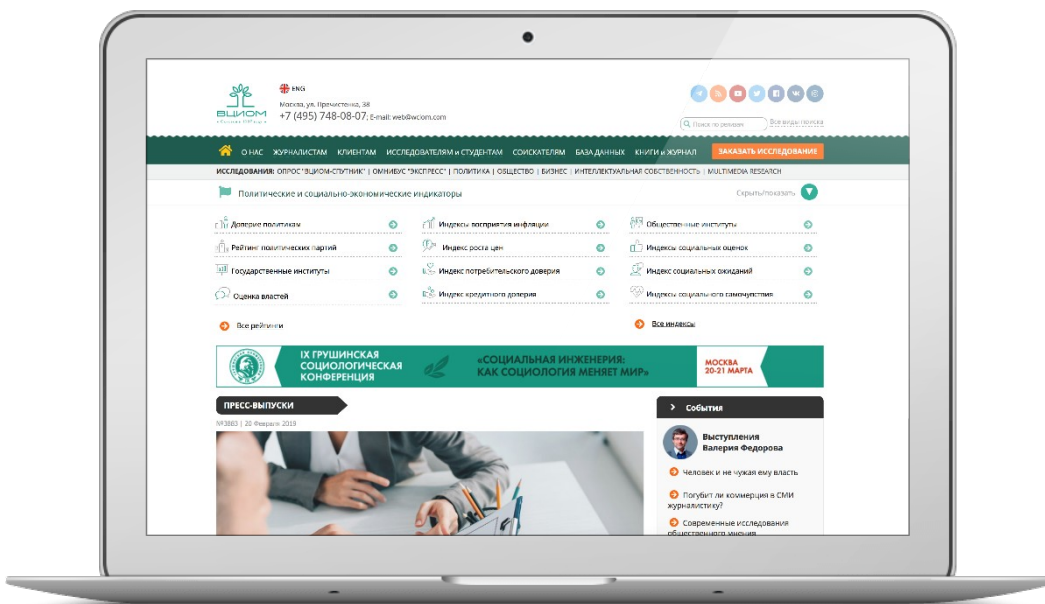 ENG
Москва, ул. Пречистенка, 38
+7 (495) 748-08-07; E-mail: web@wciom.com
ВЦИОМ
Поиск по
Все виды поиска
О НАС ЖУРНАЛИСТАМ КЛИЕНТАМ ИССЛЕДОВАТЕЛЯМ и СТУДЕНТАМ СОИСКАТЕЛЯМ БАЗА ДАННЫХ КНИГИ и ЖУРНАЛ ЗАКАЗАТЬ ИССЛЕДОВАНИЕ
ИССЛЕДОВАНИЯ: ОПРОС "ВЦИОМ-СПУТНИК" | ОМНИБУС "ЭКСПРЕСС" | ПОЛИТИКА | ОБЩЕСТВО | БИЗНЕС | ИНТЕЛЛЕКТУАЛЬНАЯ СОБСТВЕННОСТЬ | MULTIMEDIA RESEARCH
Политические и социально-экономические индикаторы Скрыть/показать
Доверие политикам Индексы восприятия инфляции Общественные институты
Рейтинг политических партий Индекс роста цен Индексы социальных оценок
Государственные институты Индекс потребительского доверия Индекс социальных ожиданий
Оценка властей Индекс кредитного доверия Индексы социального самочувствия
Все рейтинги Все индексы
IX ГРУШИНСКАЯ
СОЦИОЛОГИЧЕСКАЯ
КОНФЕРЕНЦИЯ
«СОЦИАЛЬНАЯ ИНЖЕНЕРИЯ:
КАК СОЦИОЛОГИЯ МЕНЯЕТ МИР»
МОСКВА
20-21 МАРТА
ПРЕСС-ВЫПУСКИ
№3883 | 20 Февраля 2019
События
Выступления
Валерия Федорова
Человек и не чужая ему власть
Погубит ли коммерция в СМИ
журналистику?
Современные исследования
общественного мнения